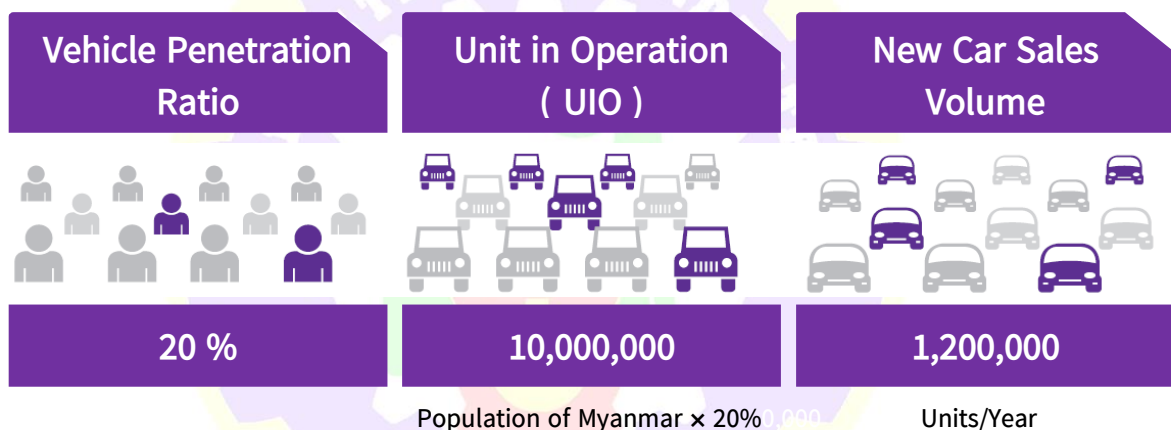 Vehicle Penetration
Ratio
Unit in Operation
( UIO )
New Car Sales
Volume
20 %
10,000,000
1,200,000
Population of Myanmar × 20%
Units/Year